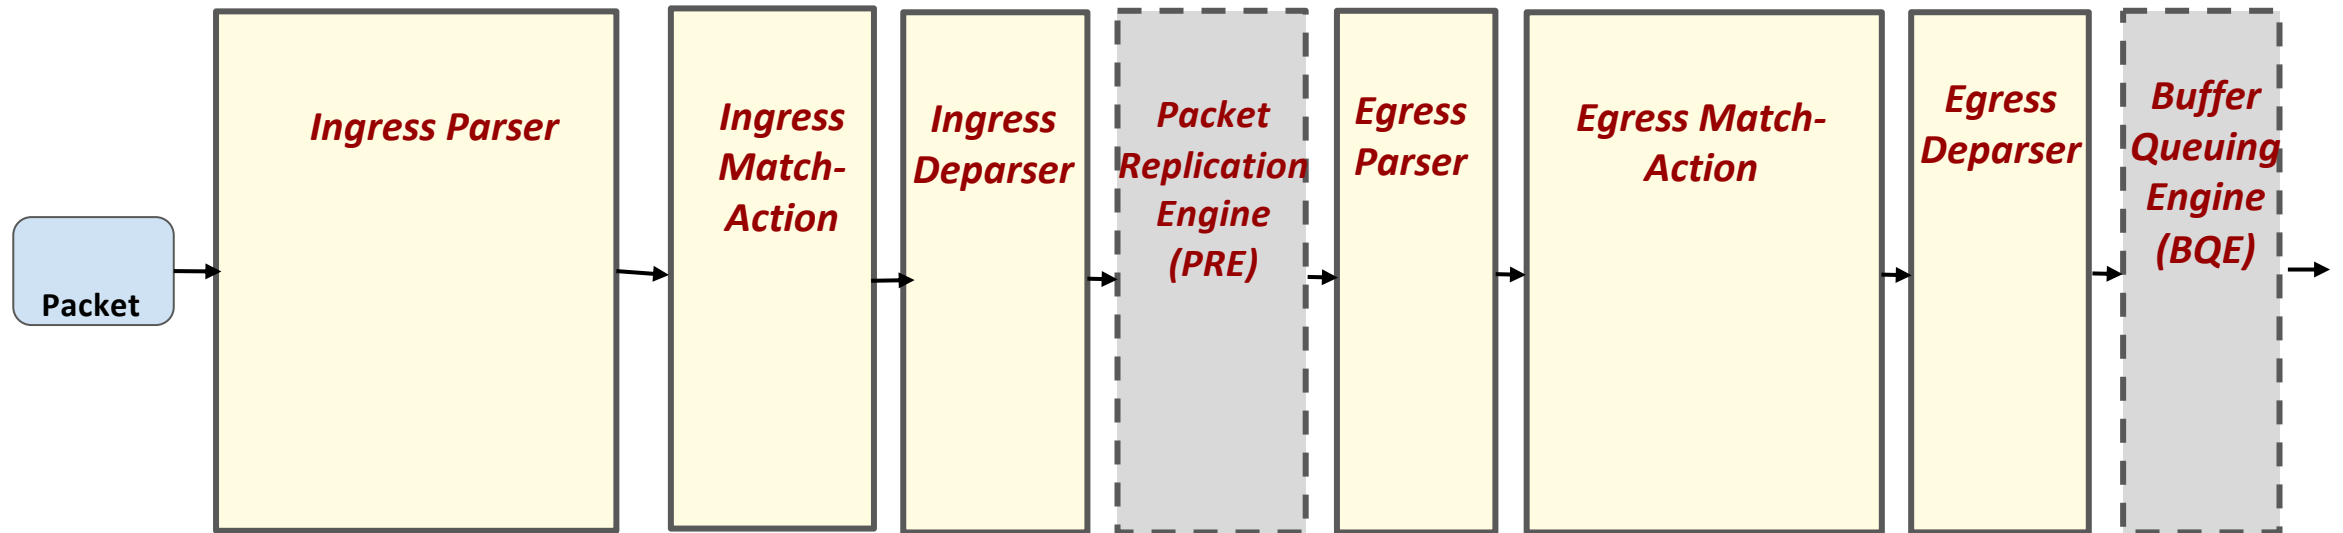 Packet
Ingress Parser
Ingress
Match-
Action
Ingress
Deparser
Packet
Replication
Engine
(PRE)
Egress
Parser
Egress Match-
Action
Egress
Deparser
Buffer
Queuing
Engine
(BQE)